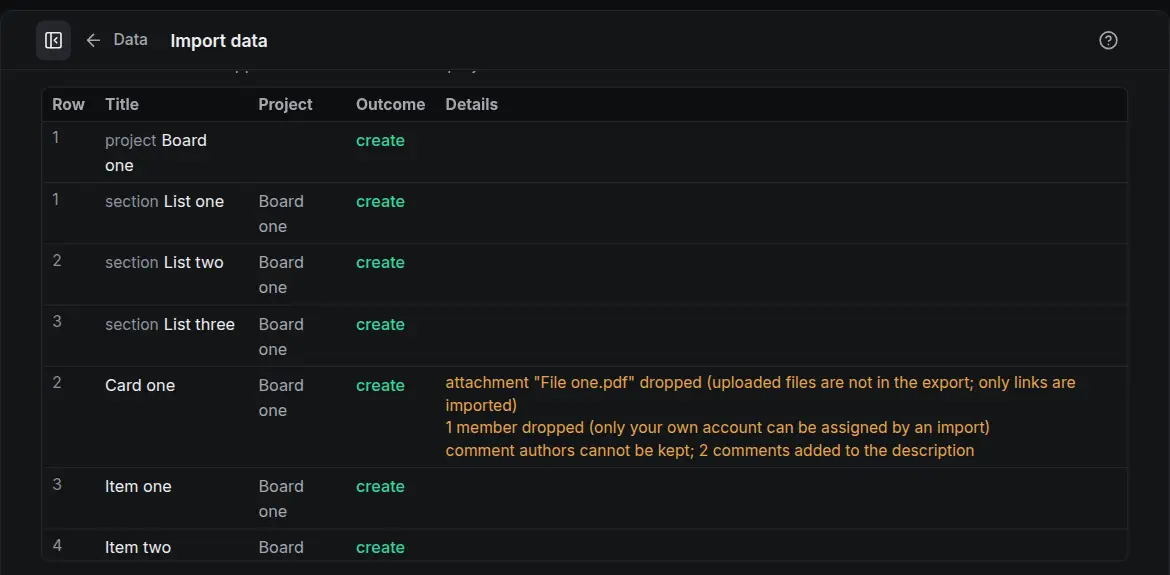 Data Import data
Row Title Project Outcome Details
1 project Board one create
1 section List one Board one create
2 section List two Board one create
3 section List three Board one create
2 Card one Board one create
attachment "File one.pdf" dropped (uploaded files are not in the export; only links are
imported)
1 member dropped (only your own account can be assigned by an import)
comment authors cannot be kept; 2 comments added to the description
3 Item one Board one create
4 Item two Board create